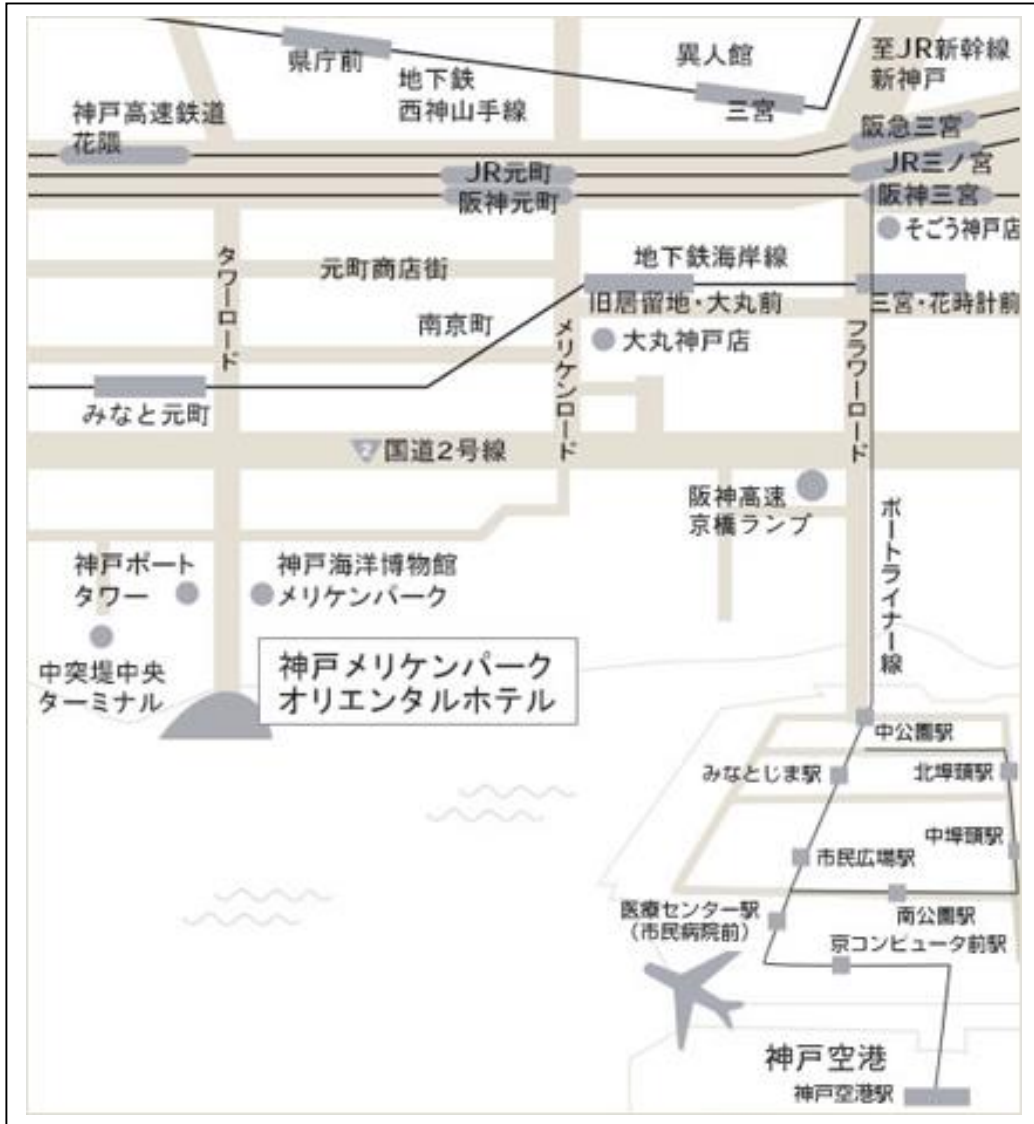 県庁前
地下鉄
西神山手線
異人館
三宮
至JR新幹線
新神戸
神戸高速鉄道
花隈
阪急三宮
JR元町
JR三ノ宮
阪神元町
阪神三宮
そごう神戸店
タワーロード
元町商店街
地下鉄海岸線
旧居留地・大丸前
三宮・花時計前
南京町
メリケンロード
大丸神戸店
フラワーロード
みなと元町
2
国道2号線
阪神高速
京橋ランプ
ポートライナー線
神戸ポート
タワー
神戸海洋博物館
メリケンパーク
中突堤中央
ターミナル
神戸メリケンパーク
オリエンタルホテル
中公園駅
みなとじま駅
北埠頭駅
中埠頭駅
市民広場駅
医療センター駅
(市民病院前)
南公園駅
京コンピュータ前駅
神戸空港
神戸空港駅